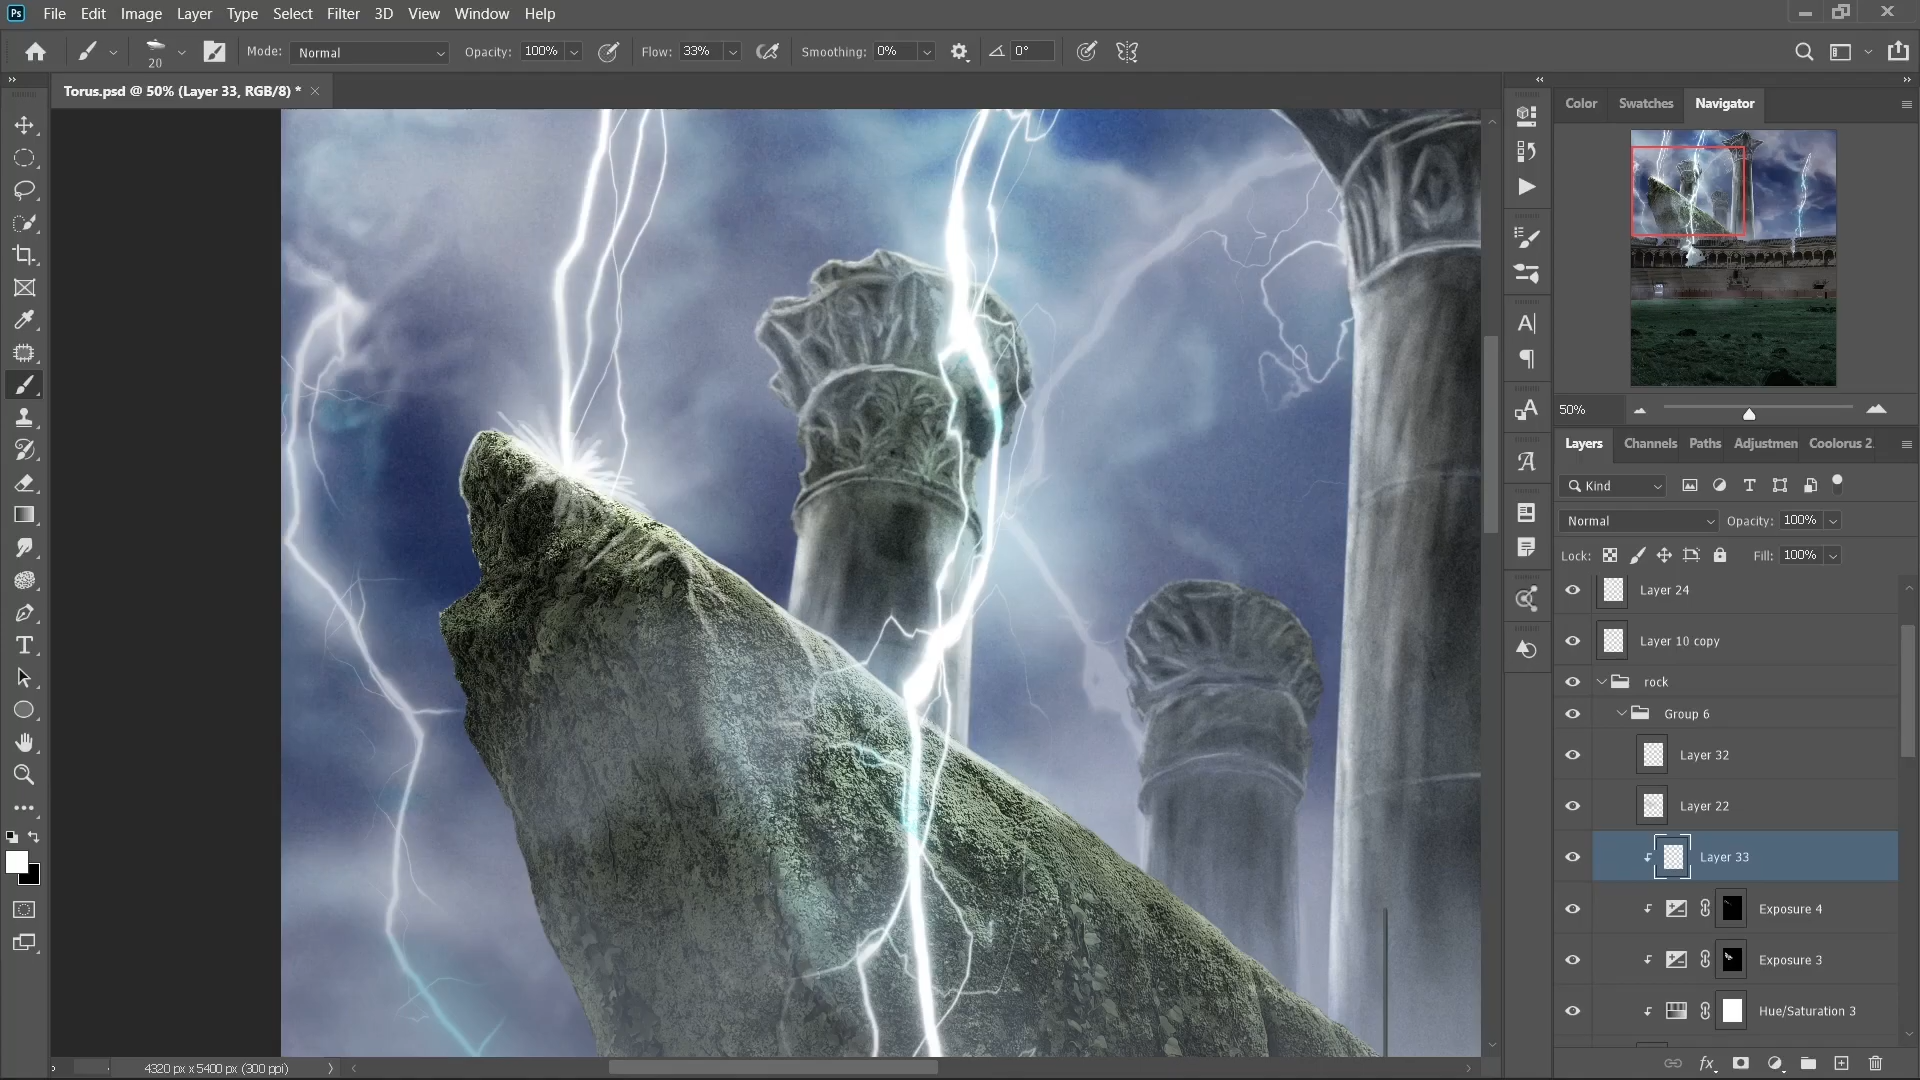 Ps File Edit Image Layer Type Select Filter 3D View Window Help
20 Mode: Normal Opacity: 100% Flow: 33% Smoothing: 0% 0°
Torus.psd @ 50% (Layer 33, RGB/8) *
Color Swatches Navigator
50%
Layers Channels Paths Adjustmen Coolorus 2
Kind
Normal Opacity: 100%
Lock: Fill: 100%
Layer 24
Layer 10 copy
rock
Group 6
Layer 32
Layer 22
Layer 33
Exposure 4
Exposure 3
Hue/Saturation 3
4320 px x 5400 px (300 ppi)
fx